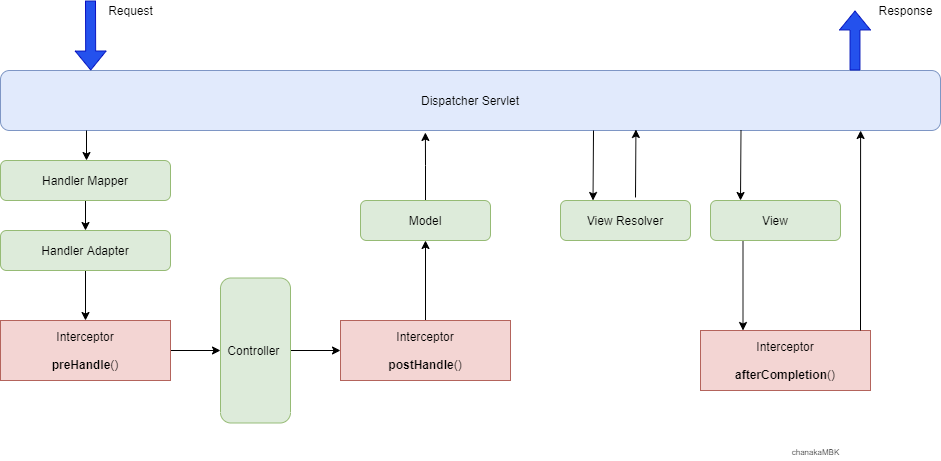 Request
Response
Dispatcher Servlet
Handler Mapper
Handler Adapter
Model
View Resolver
View
Interceptor
preHandle()
Controller
Interceptor
postHandle()
Interceptor
afterCompletion()
chanakaMBK